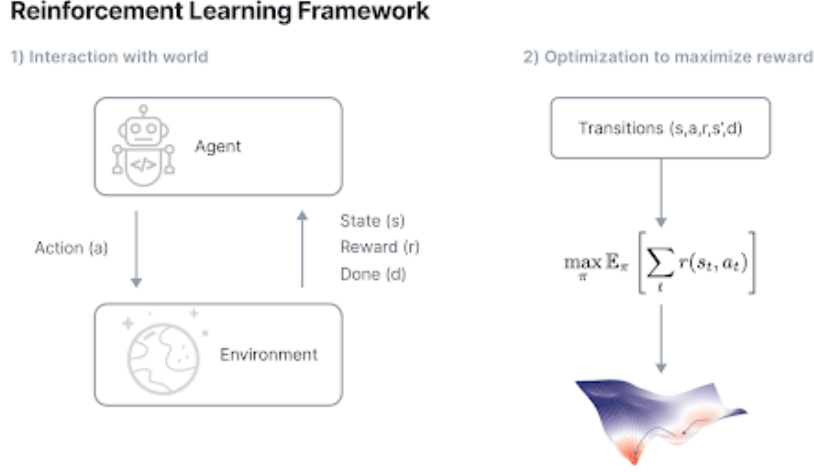 Reinforcement Learning Framework
1) Interaction with world
Agent
</>
Action (a)
State (s)
Reward (r)
Done (d)
Environment
2) Optimization to maximize reward
Transitions (s,a,r,s',d)
max_π 𝔼_π [∑_t r(s_t, a_t)]